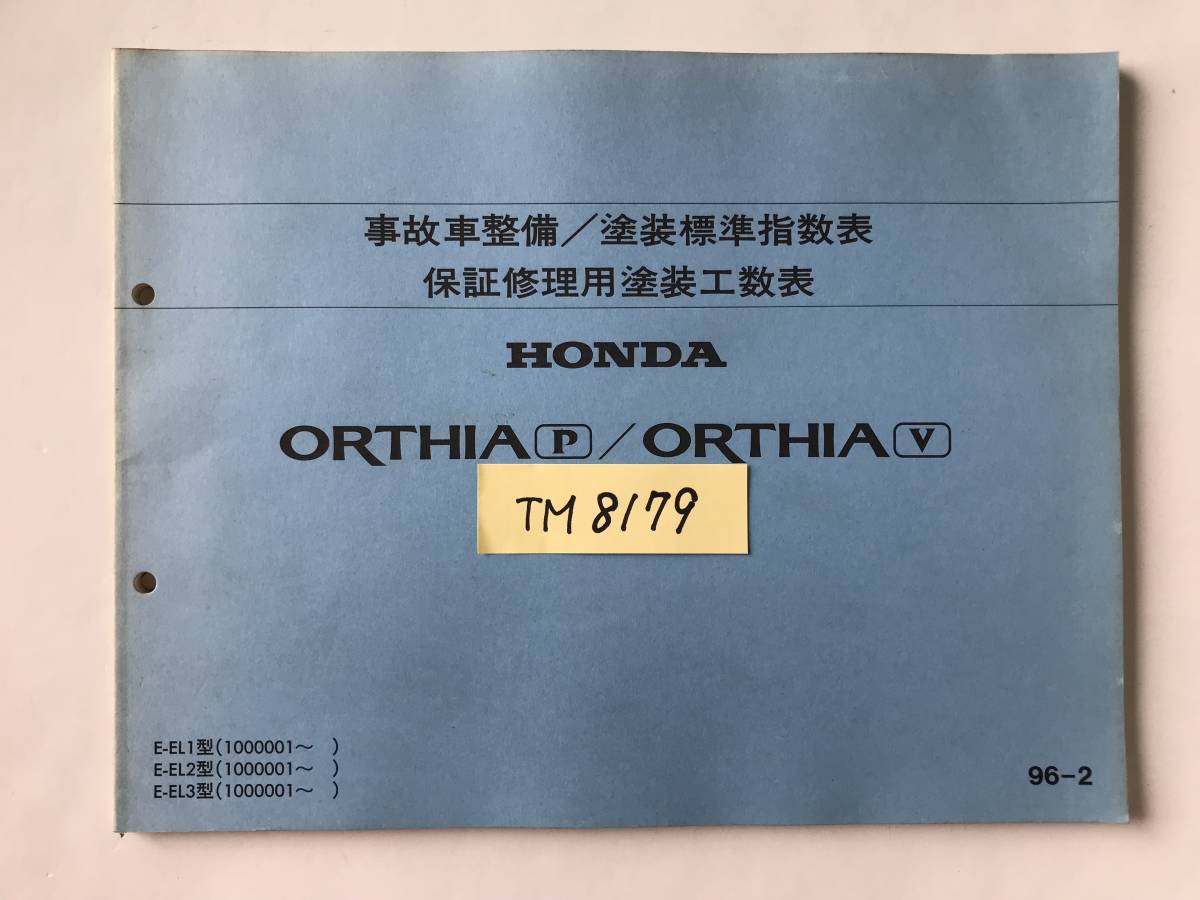 事故車整備／塗装標準指数表
保証修理用塗装工数表
HONDA
ORTHIA P／ORTHIA V
TM 8179
E-EL1型(1000001～　)
E-EL2型(1000001～　)
E-EL3型(1000001～　)
96-2